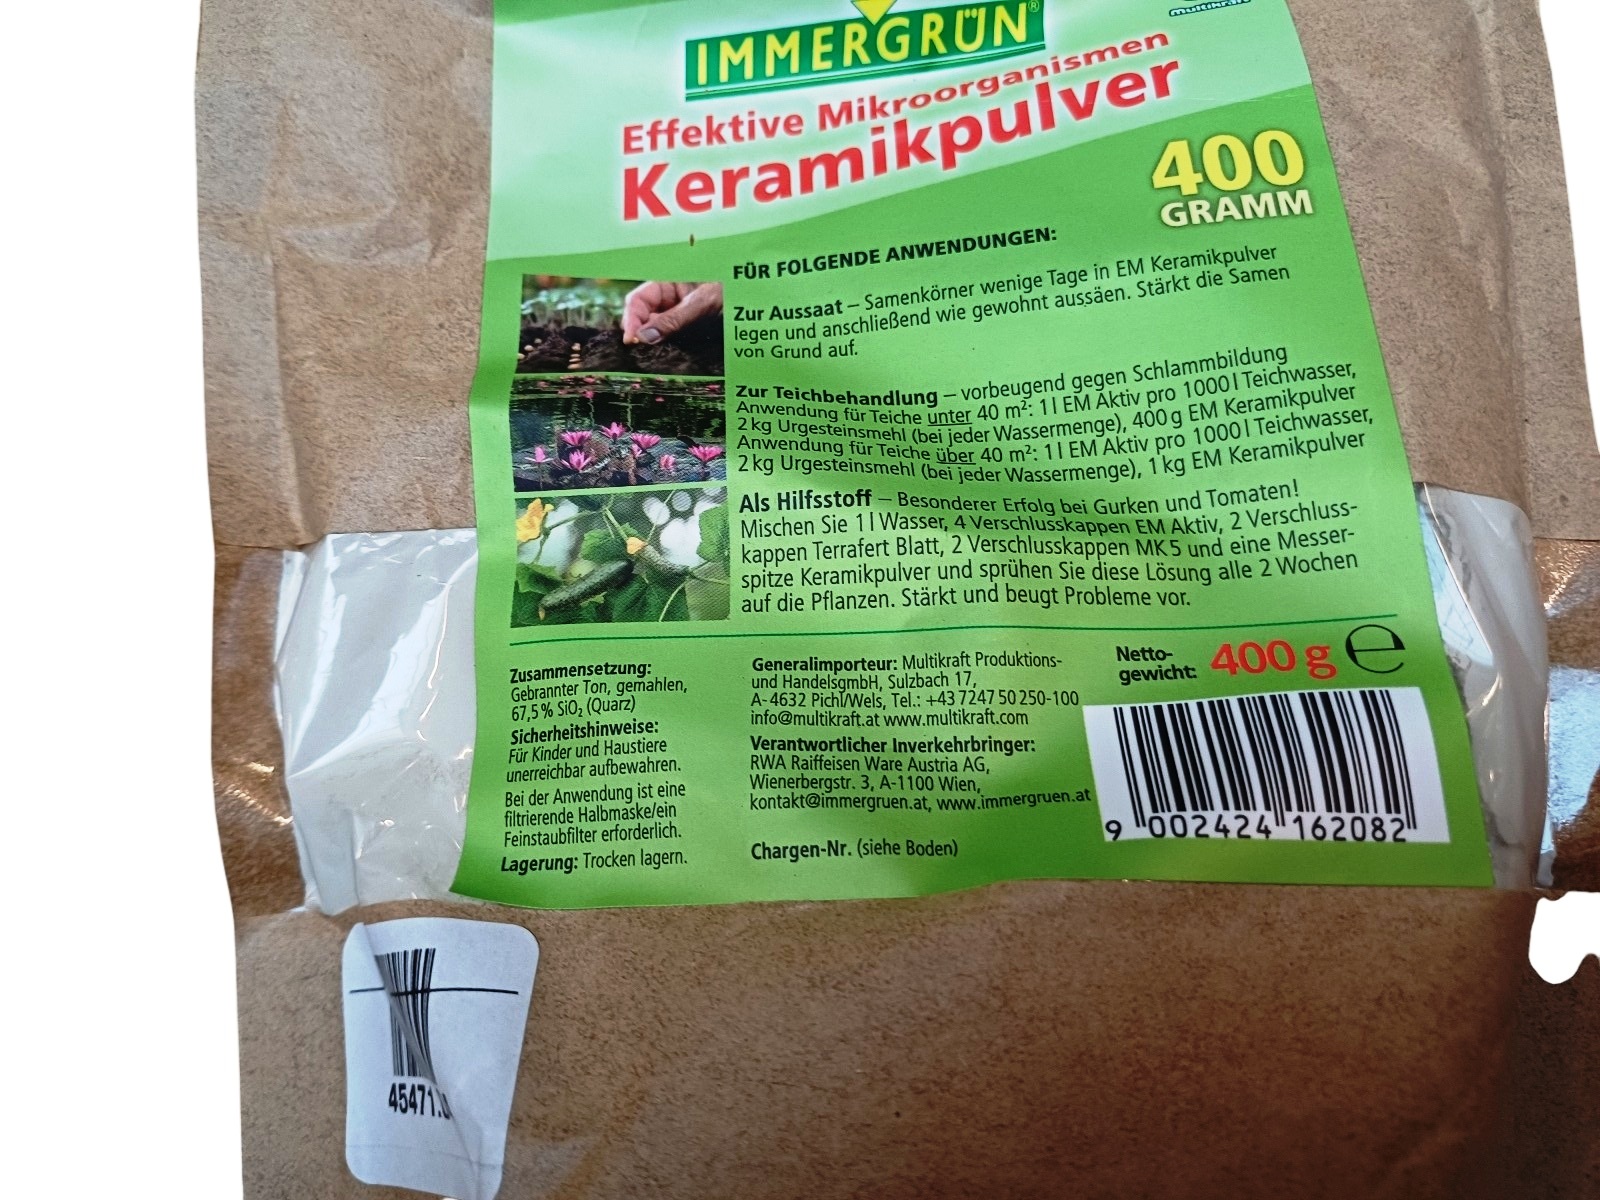 multikraft
IMMERGRÜN®
Effektive Mikroorganismen
Keramikpulver
400
GRAMM
FÜR FOLGENDE ANWENDUNGEN:
Zur Aussaat – Samenkörner wenige Tage in EM Keramikpulver
legen und anschließend wie gewohnt aussäen. Stärkt die Samen
von Grund auf.
Zur Teichbehandlung – vorbeugend gegen Schlammbildung
Anwendung für Teiche unter 40 m²: 1 l EM Aktiv pro 1000 l Teichwasser,
2 kg Urgesteinsmehl (bei jeder Wassermenge), 400 g EM Keramikpulver
Anwendung für Teiche über 40 m²: 1 l EM Aktiv pro 1000 l Teichwasser,
2 kg Urgesteinsmehl (bei jeder Wassermenge), 1 kg EM Keramikpulver
Als Hilfsstoff – Besonderer Erfolg bei Gurken und Tomaten!
Mischen Sie 1 l Wasser, 4 Verschlusskappen EM Aktiv, 2 Verschluss-
kappen Terrafert Blatt, 2 Verschlusskappen MK 5 und eine Messer-
spitze Keramikpulver und sprühen Sie diese Lösung alle 2 Wochen
auf die Pflanzen. Stärkt und beugt Probleme vor.
Zusammensetzung:
Gebrannter Ton, gemahlen,
67,5 % SiO₂ (Quarz)
Sicherheitshinweise:
Für Kinder und Haustiere
unerreichbar aufbewahren.
Bei der Anwendung ist eine
filtrierende Halbmaske/ein
Feinstaubfilter erforderlich.
Lagerung: Trocken lagern.
Generalimporteur: Multikraft Produktions-
und HandelsgmbH, Sulzbach 17,
A-4632 Pichl/Wels, Tel.: +43 7247 50 250-100
info@multikraft.at www.multikraft.com
Verantwortlicher Inverkehrbringer:
RWA Raiffeisen Ware Austria AG,
Wienerbergstr. 3, A-1100 Wien,
kontakt@immergruen.at, www.immergruen.at
Chargen-Nr. (siehe Boden)
Netto-
gewicht: 400 g ℮
9 002424 162082
45471